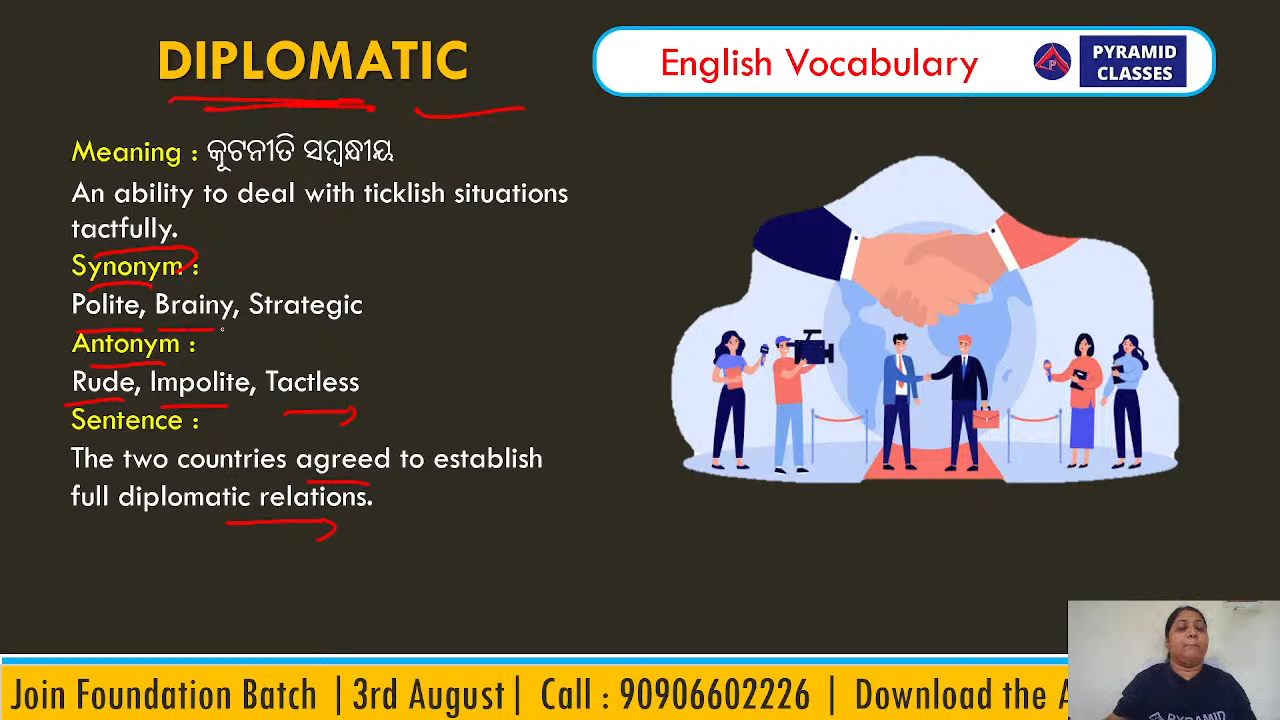 DIPLOMATIC
English Vocabulary
PYRAMID
CLASSES
Meaning : କୂଟନୀତି ସମ୍ବନ୍ଧୀୟ
An ability to deal with ticklish situations
tactfully.
Synonym :
Polite, Brainy, Strategic
Antonym :
Rude, Impolite, Tactless
Sentence :
The two countries agreed to establish
full diplomatic relations.
Join Foundation Batch |3rd August| Call : 90906602226 | Download the A
PYRAMID